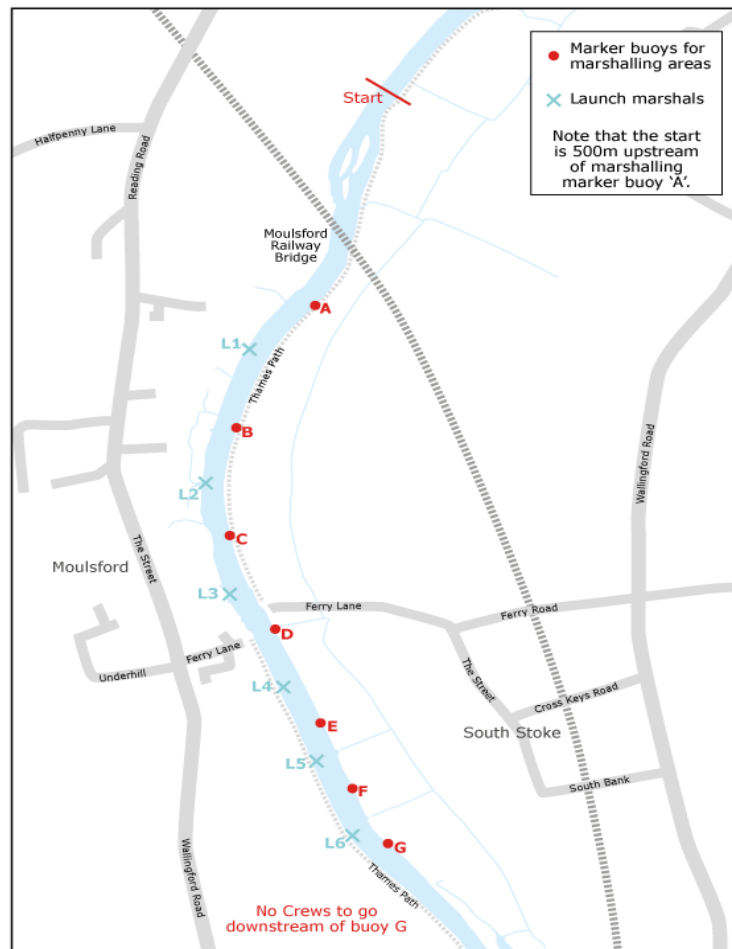 Marker buoys for
marshalling areas
Launch marshals
Note that the start
is 500m upstream
of marshalling
marker buoy ‘A’.
Start
Halfpenny Lane
Reading Road
Moulsford
Railway
Bridge
A
L1
Thames Path
B
L2
Wallingford Road
C
The Street
Moulsford
L3
Ferry Lane
Ferry Road
D
Ferry Lane
Underhill
The Street
L4
Cross Keys Road
E
South Stoke
L5
South Bank
F
L6
G
Wallingford Road
Thames Path
No Crews to go
downstream of buoy G